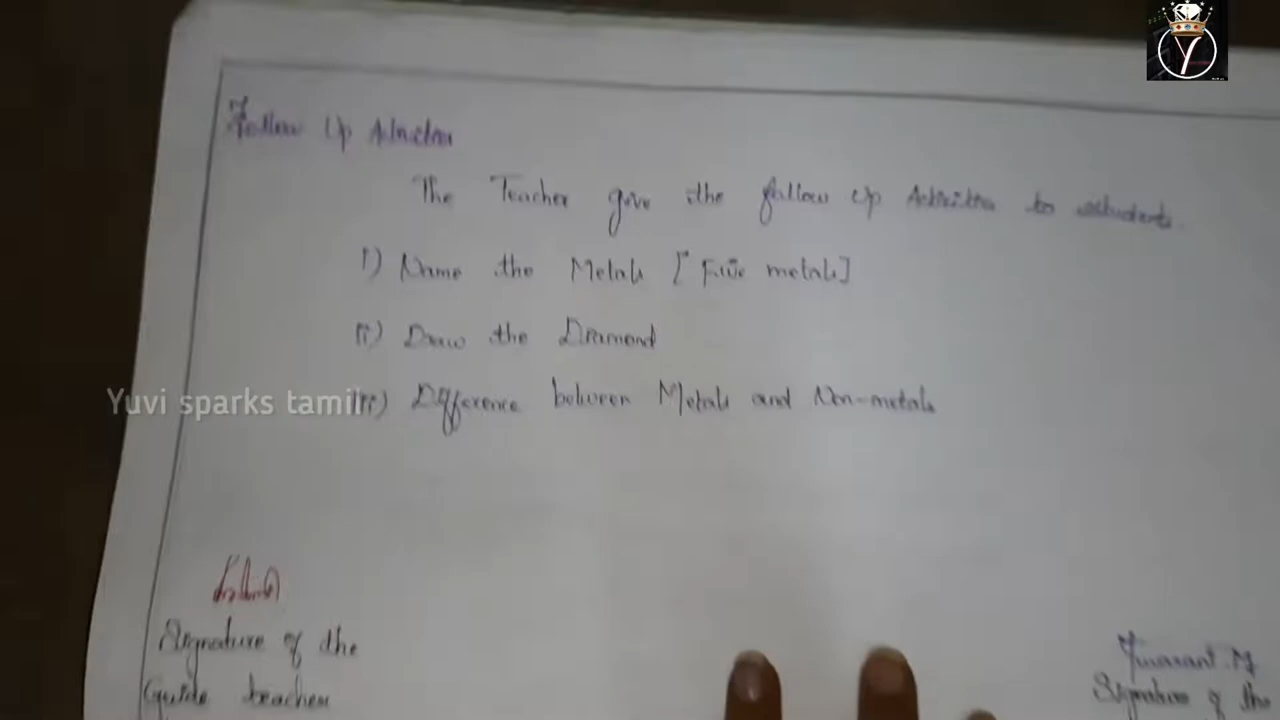 Follow Up Activities
The Teacher give the follow up Activities to students.
i) Name the Metals [Five metals]
ii) Draw the Diamond
iii) Difference between Metals and Non-metals
Yuvi sparks tamil
Signature of the
Guide teacher
Signature of the
Y